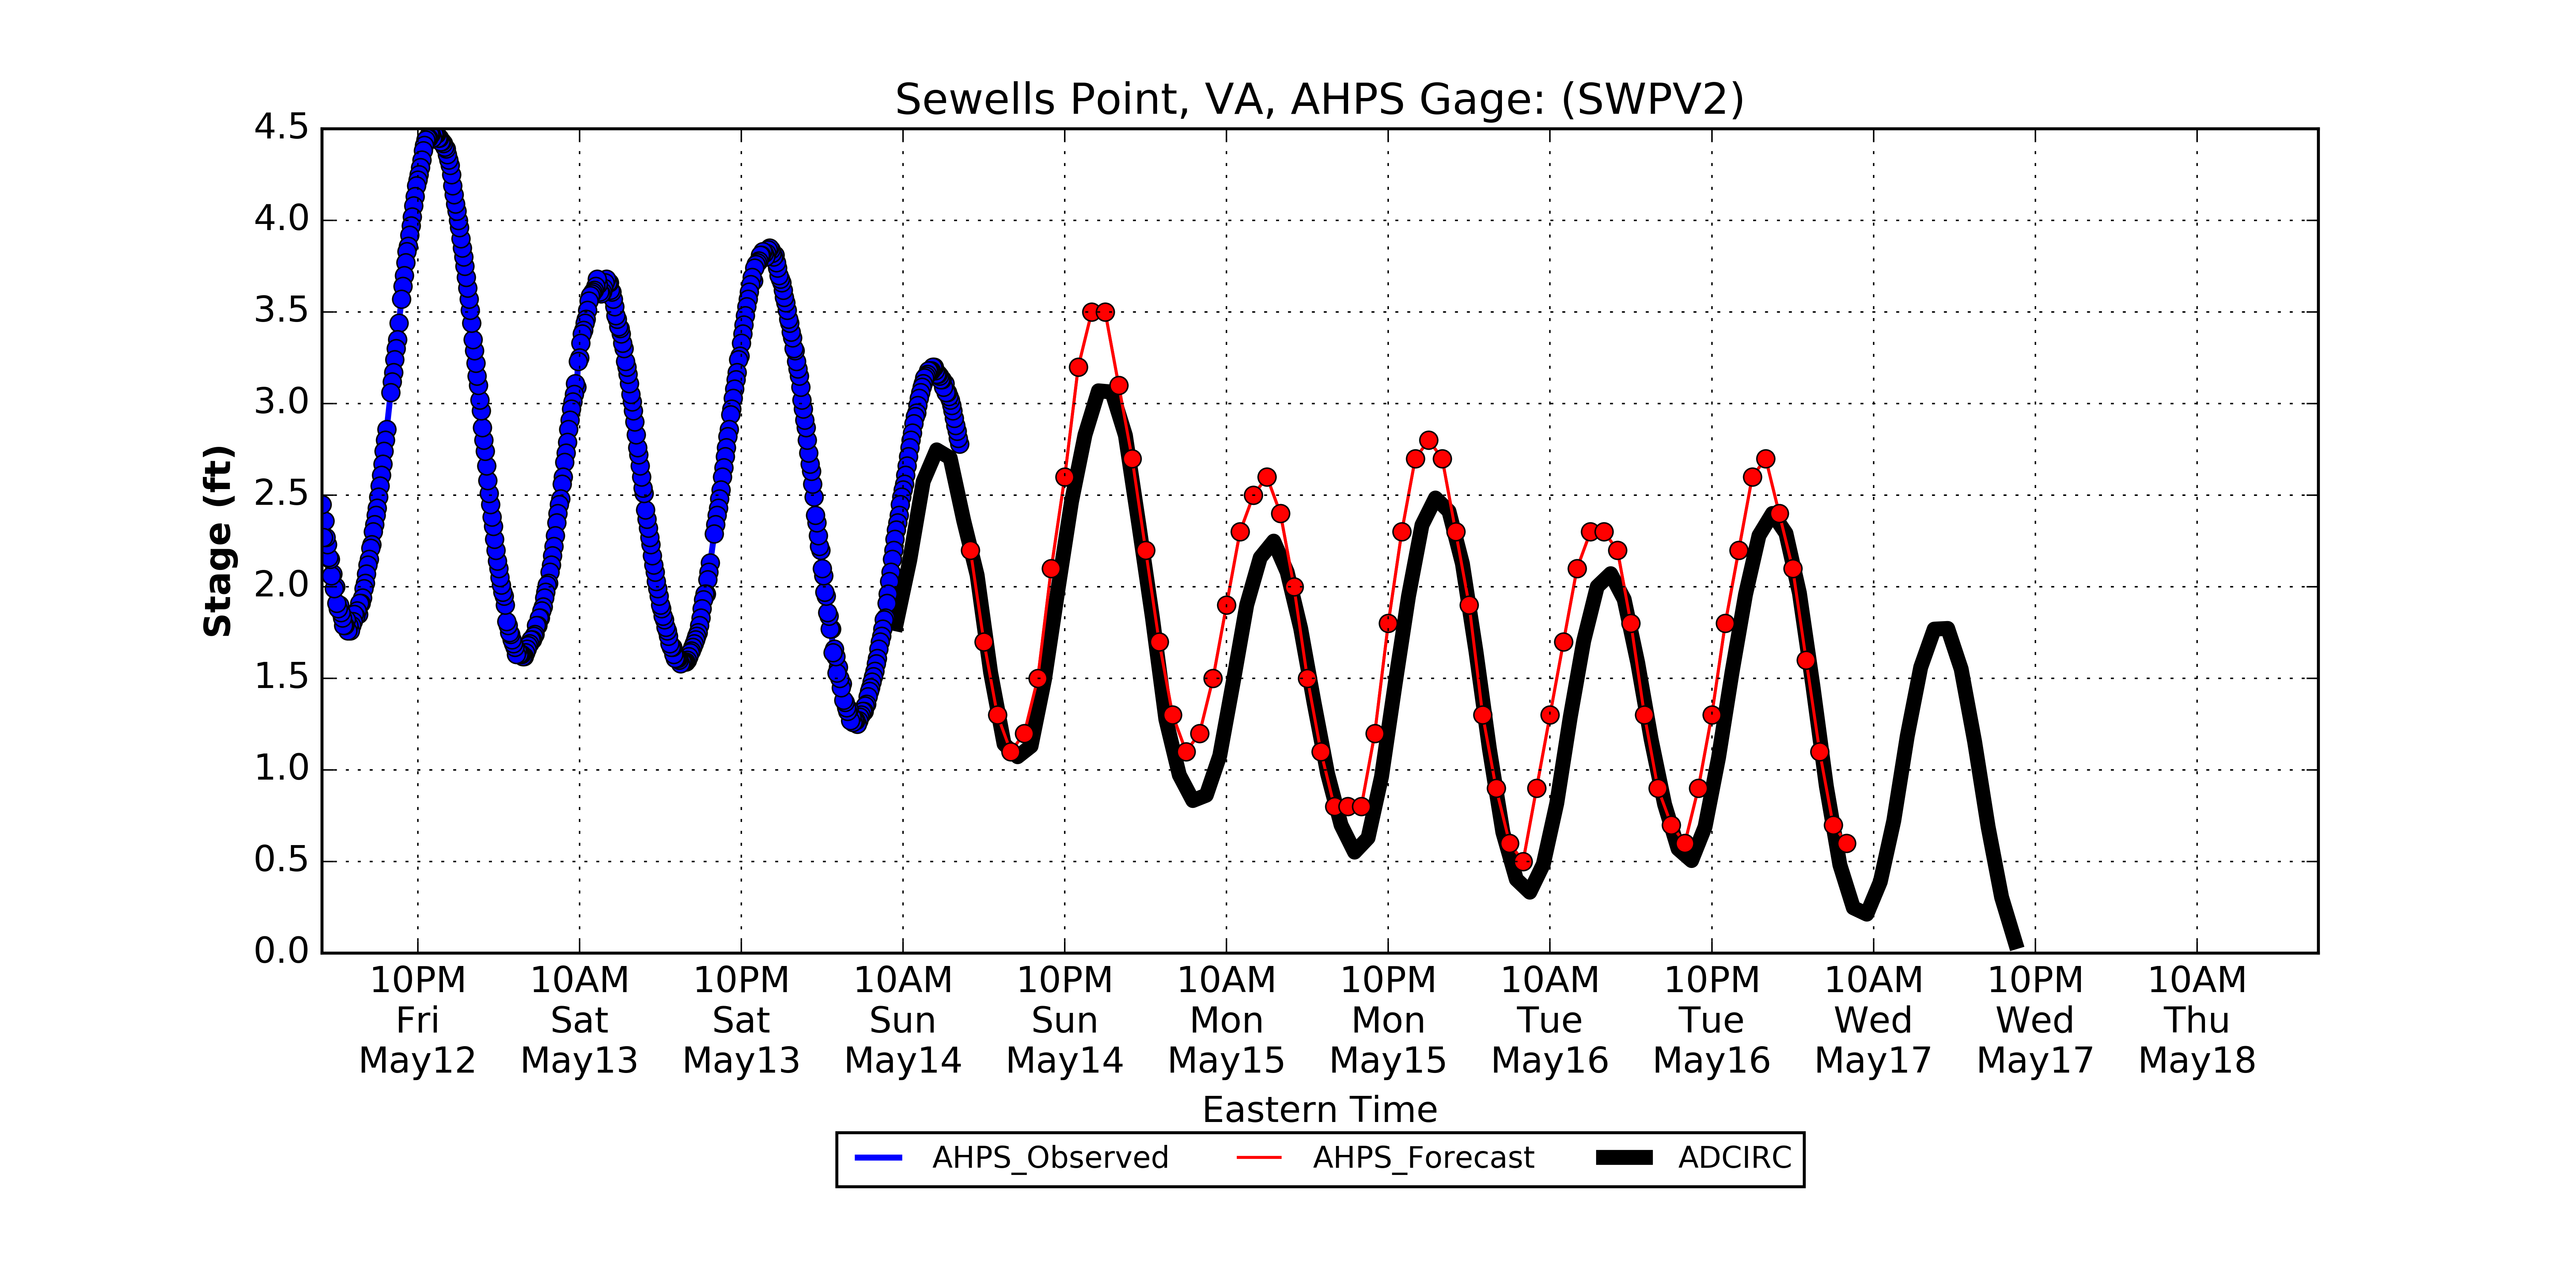 Sewells Point, VA, AHPS Gage: (SWPV2)
4.5
4.0
3.5
3.0
2.5
2.0
1.5
1.0
0.5
0.0
Stage (ft)
10PM 10AM 10PM 10AM 10PM 10AM 10PM 10AM 10PM 10AM 10PM 10AM
Fri Sat Sat Sun Sun Mon Mon Tue Tue Wed Wed Thu
May12 May13 May13 May14 May14 May15 May15 May16 May16 May17 May17 May18
Eastern Time
AHPS_Observed AHPS_Forecast ADCIRC